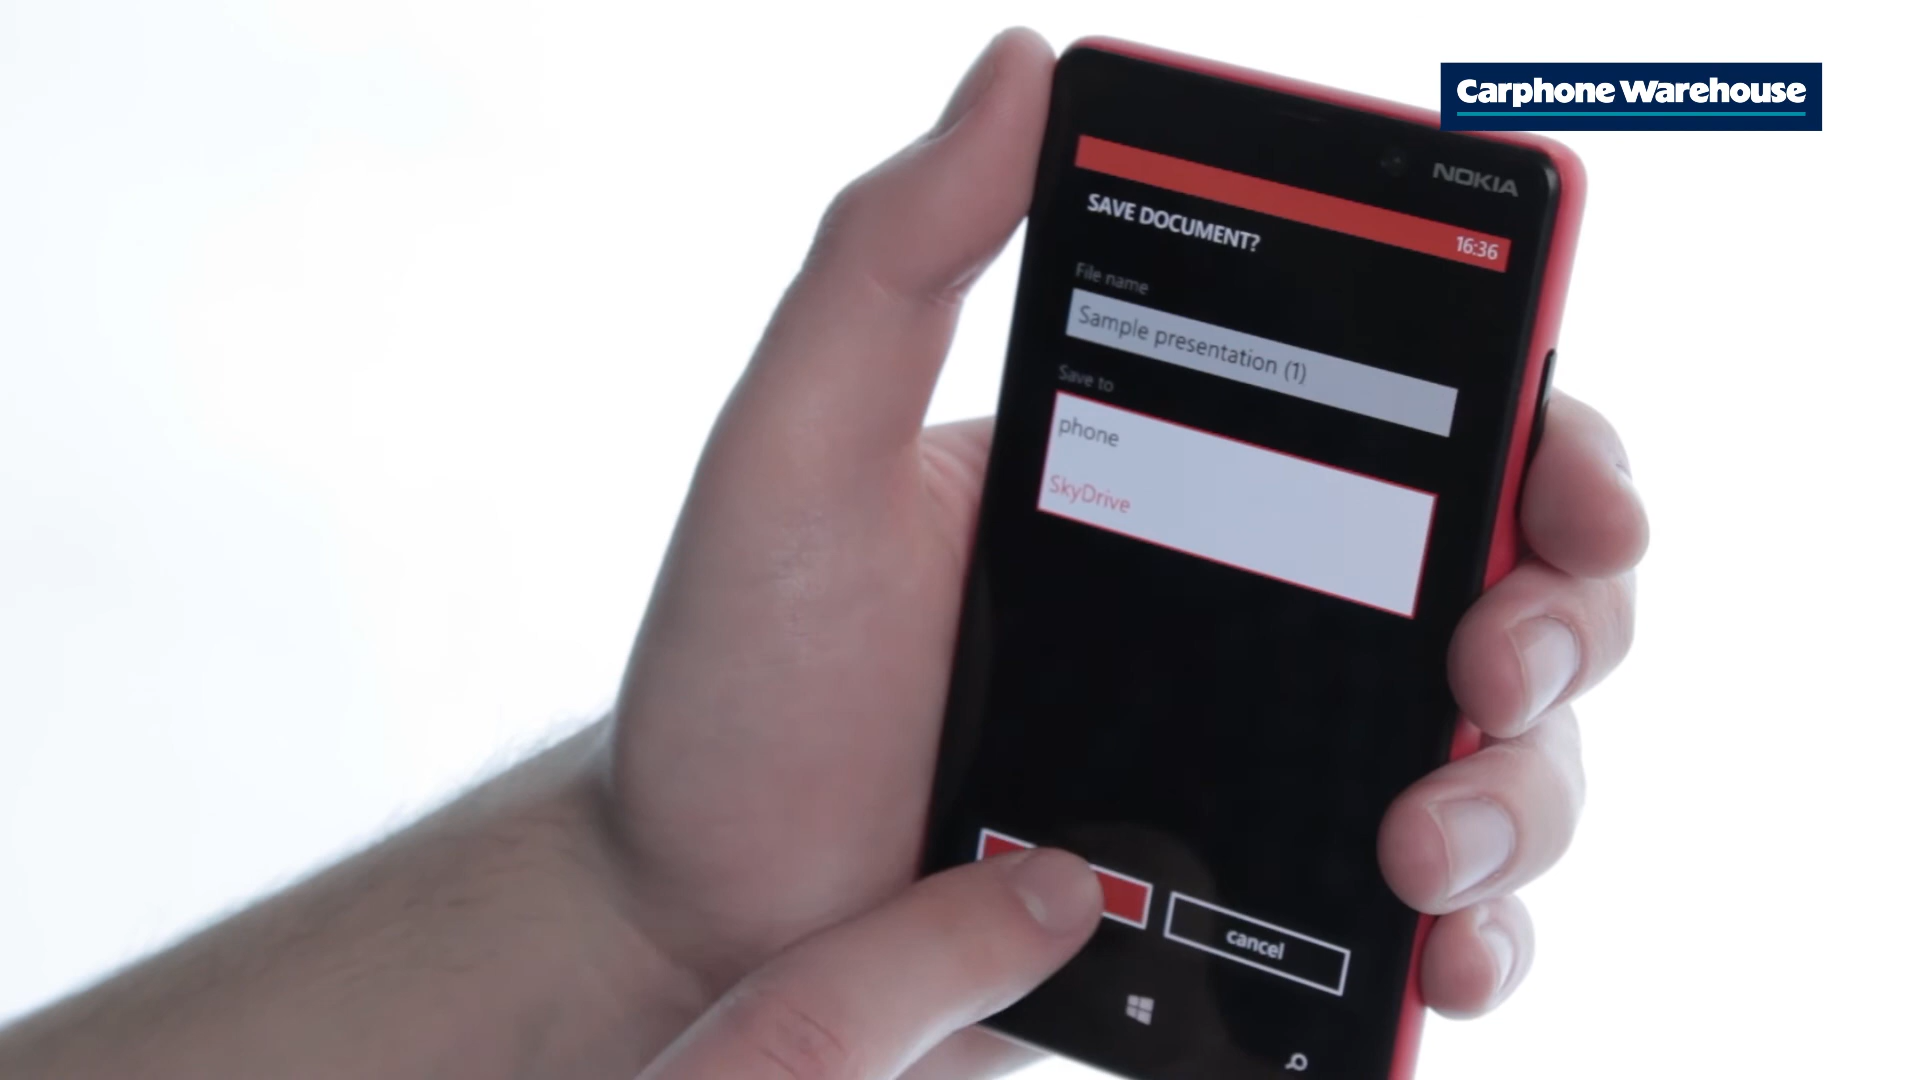 Carphone Warehouse
NOKIA
16:36
SAVE DOCUMENT?
File name
Sample presentation (1)
Save to
phone
SkyDrive
cancel